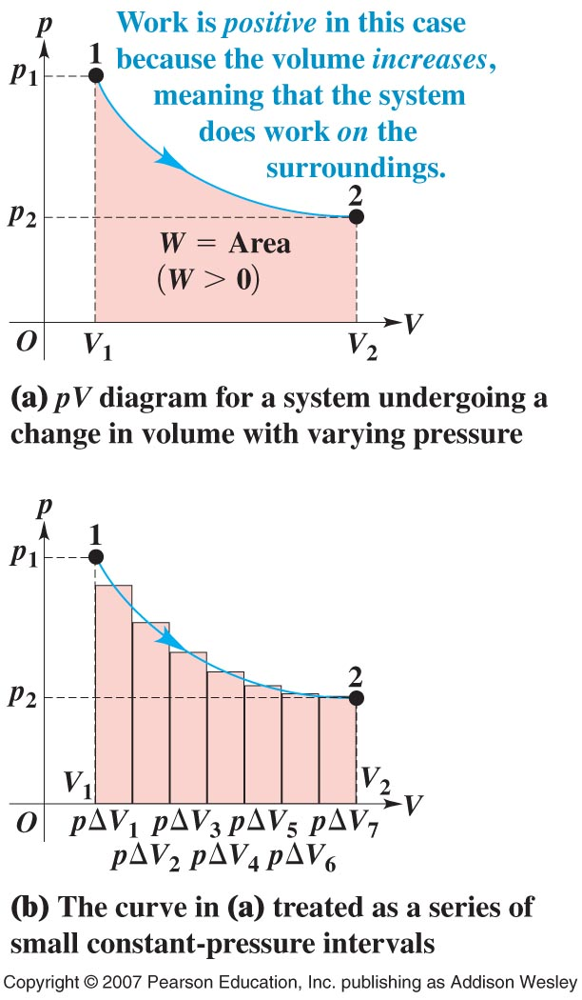 p
Work is positive in this case
1 because the volume increases,
p₁
meaning that the system
does work on the
surroundings.
2
p₂
W = Area
(W > 0)
O V₁ V₂ V
(a) pV diagram for a system undergoing a
change in volume with varying pressure
p
1
p₁
2
p₂
V₁ V₂
V
O pΔV₁ pΔV₃ pΔV₅ pΔV₇
pΔV₂ pΔV₄ pΔV₆
(b) The curve in (a) treated as a series of
small constant-pressure intervals
Copyright © 2007 Pearson Education, Inc. publishing as Addison Wesley